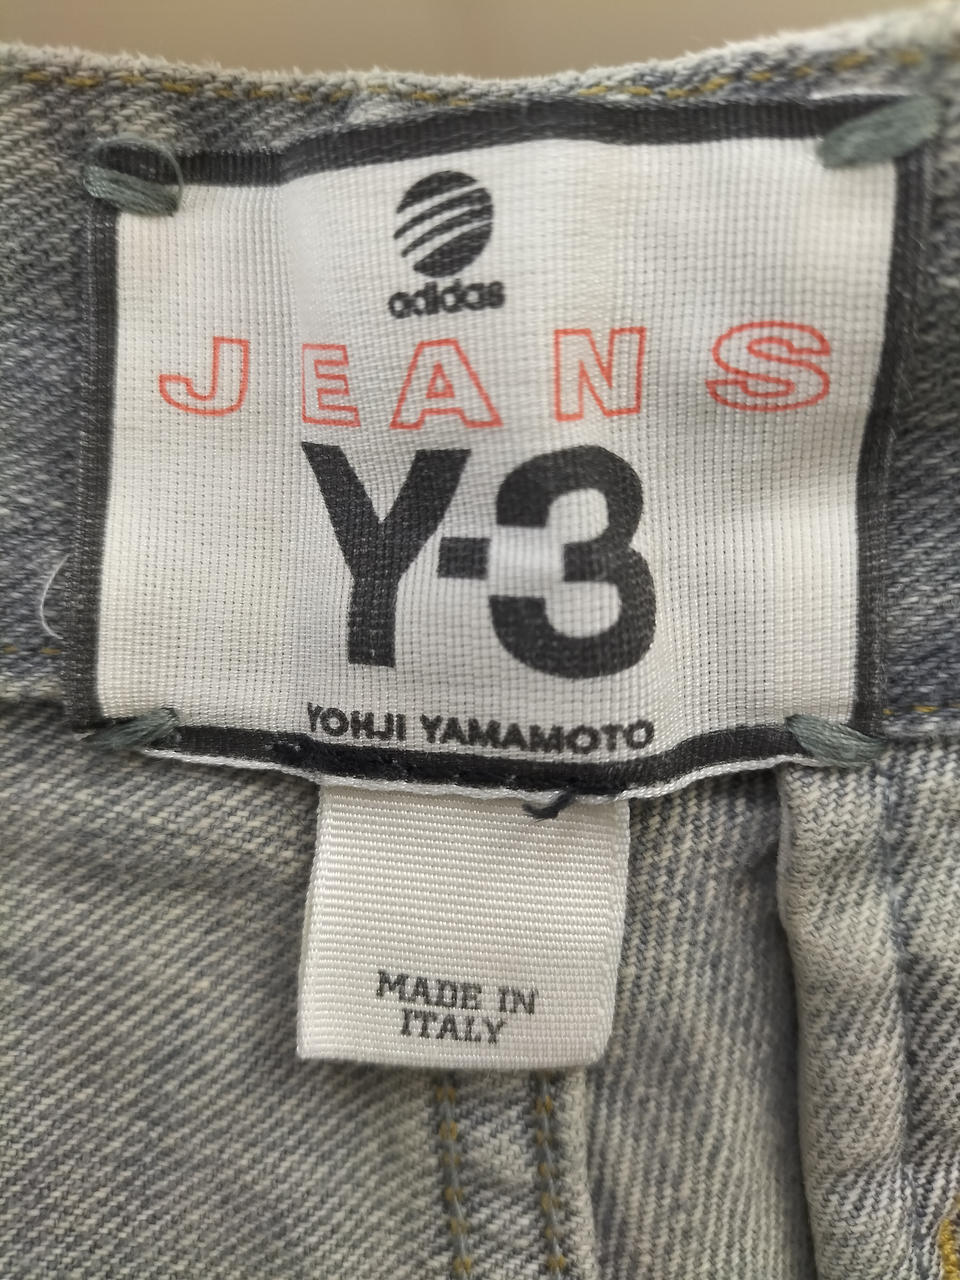 adidas
JEANS
Y-3
YOHJI YAMAMOTO
MADE IN
ITALY